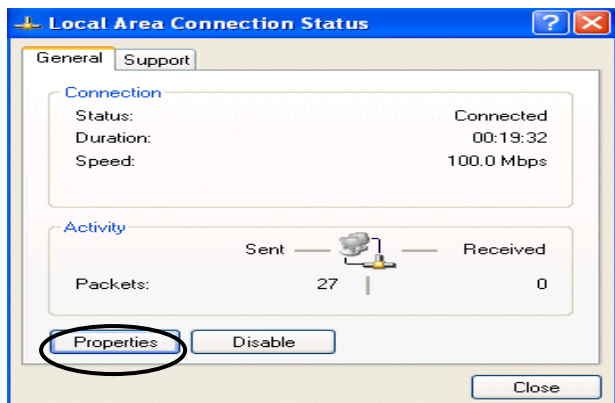 Local Area Connection Status
General Support
Connection
Status: Connected
Duration: 00:19:32
Speed: 100.0 Mbps
Activity
Sent Received
Packets: 27 0
Properties Disable
Close